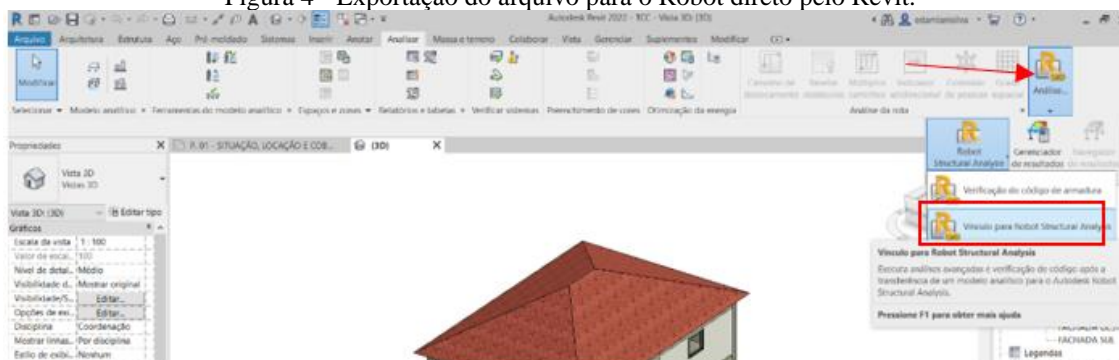 Figura 4 - Exportação do arquivo para o Robot direto pelo Revit.
Autodesk Revit 2022 - TCC - Vista 3D: {3D}
Arquivo Arquitetura Estrutura Aço Pré-moldado Sistemas Inserir Anotar Analisar Massa e terreno Colaborar Vista Gerenciar Suplementos Modificar
Modificar
Análise...
Selecionar Modelo analítico Ferramentas do modelo analítico Espaços e zonas Relatórios e tabelas Verificar sistemas Preenchimento de cores Otimização da energia Análise da rota
Propriedades
P. 01 - SITUAÇÃO, LOCAÇÃO E COB...
{3D}
Robot Structural Analysis
Gerenciador de resultados
Vista 3D
Vistas 3D
Verificação do código de armadura
Vista 3D: {3D}
Editar tipo
Vínculo para Robot Structural Analysis
Gráficos
Escala da vista 1 : 100
Valor de escal... 100
Nível de detal... Médio
Visibilidade d... Mostrar original
Visibilidade/S... Editar...
Opções de exi... Editar...
Disciplina Coordenação
Mostrar linhas... Por disciplina
Estilo de exibi... Nenhum
Vínculo para Robot Structural Analysis
Executa análises avançadas e verificação de código após a
transferência de um modelo analítico para o Autodesk Robot
Structural Analysis.
Pressione F1 para obter mais ajuda
FACHADA SUL
Legendas